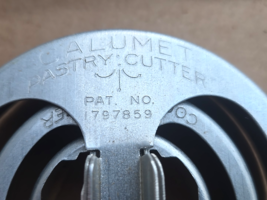 CALUMET
PASTRY CUTTER
PAT. NO.
1797859